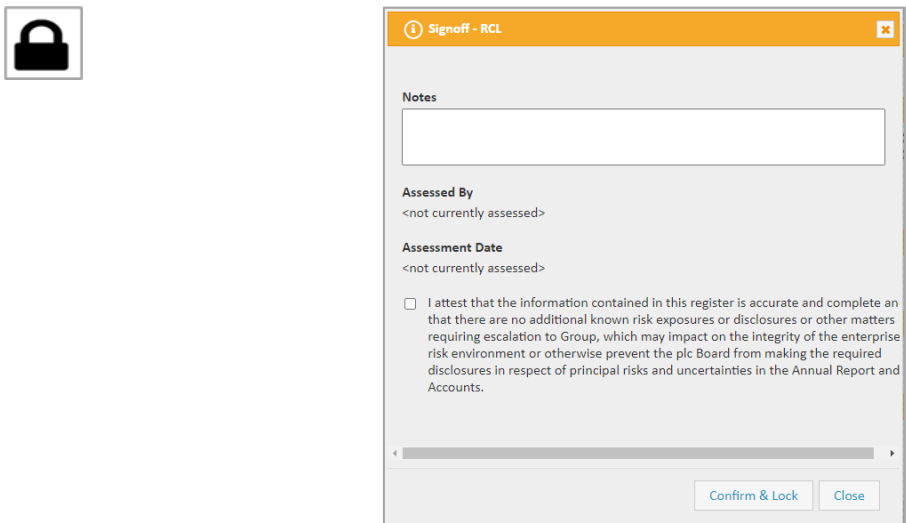 Signoff - RCL
Notes
Assessed By
<not currently assessed>
Assessment Date
<not currently assessed>
I attest that the information contained in this register is accurate and complete an
that there are no additional known risk exposures or disclosures or other matters
requiring escalation to Group, which may impact on the integrity of the enterprise
risk environment or otherwise prevent the plc Board from making the required
disclosures in respect of principal risks and uncertainties in the Annual Report and
Accounts.
Confirm & Lock Close